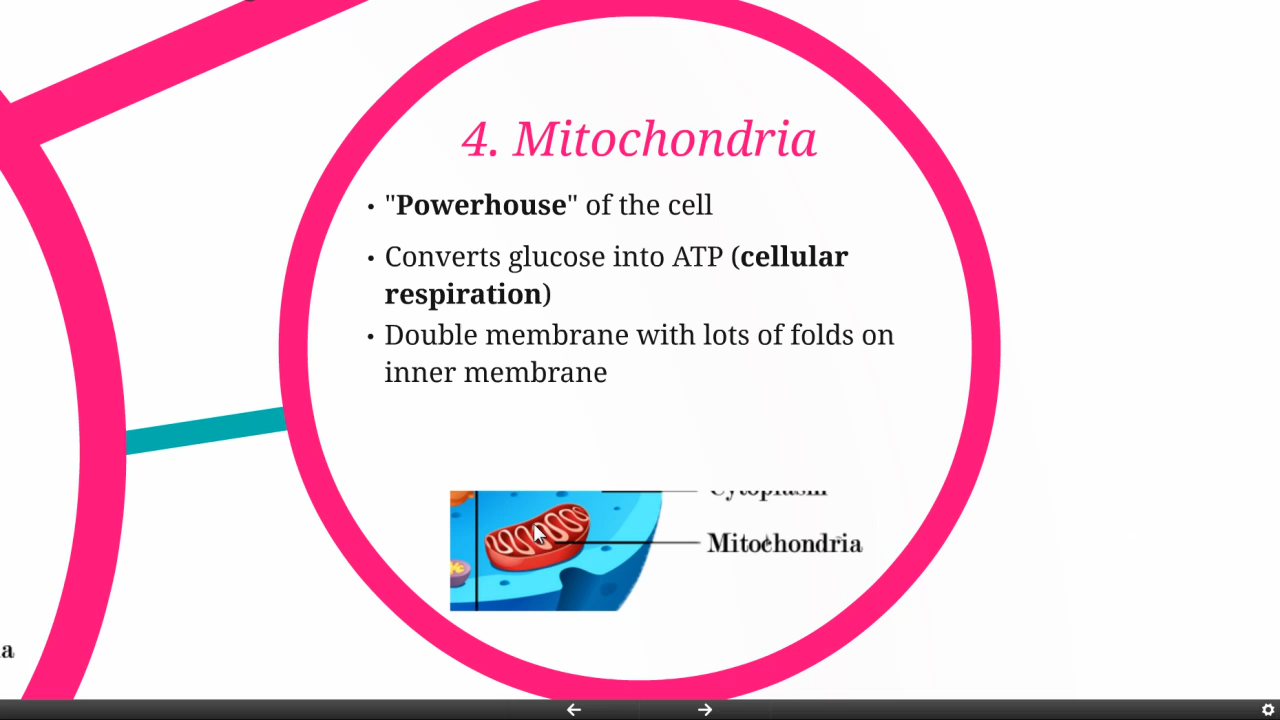 4. Mitochondria
• "Powerhouse" of the cell
• Converts glucose into ATP (cellular
respiration)
• Double membrane with lots of folds on
inner membrane
Cytoplasm
Mitochondria
a